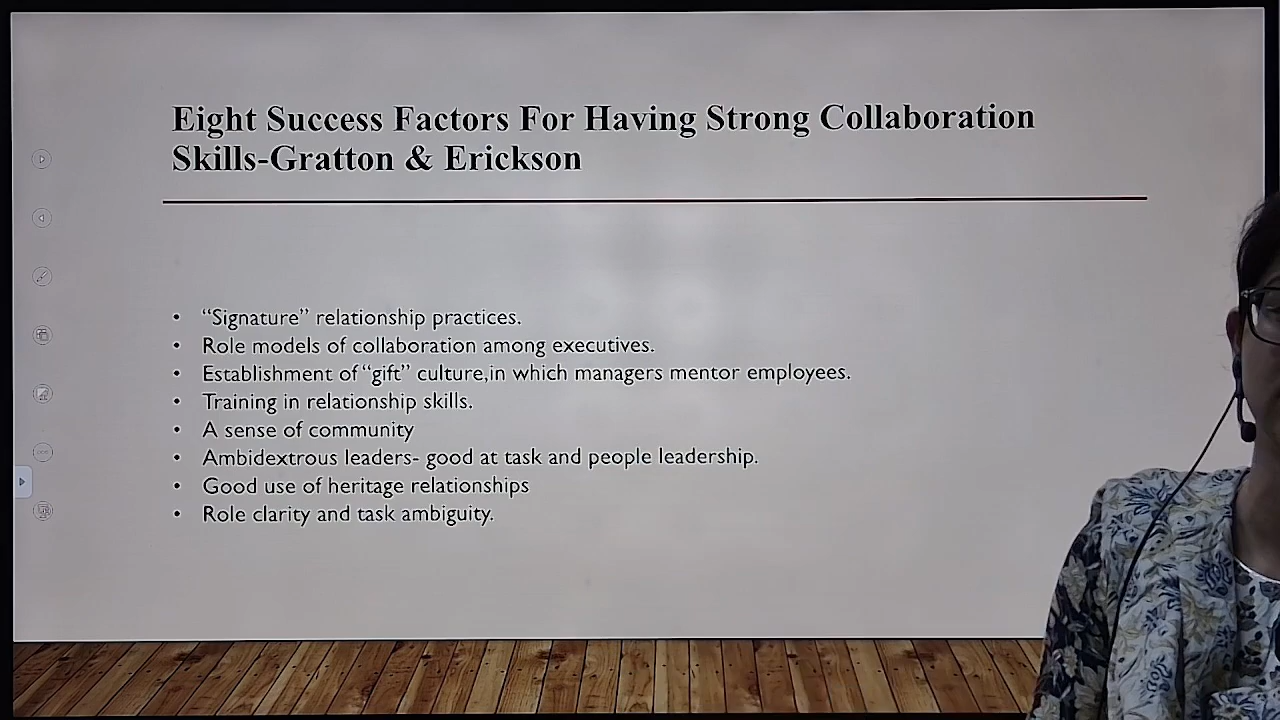 Eight Success Factors For Having Strong Collaboration
Skills-Gratton & Erickson
• “Signature” relationship practices.
• Role models of collaboration among executives.
• Establishment of “gift” culture,in which managers mentor employees.
• Training in relationship skills.
• A sense of community
• Ambidextrous leaders- good at task and people leadership.
• Good use of heritage relationships
• Role clarity and task ambiguity.